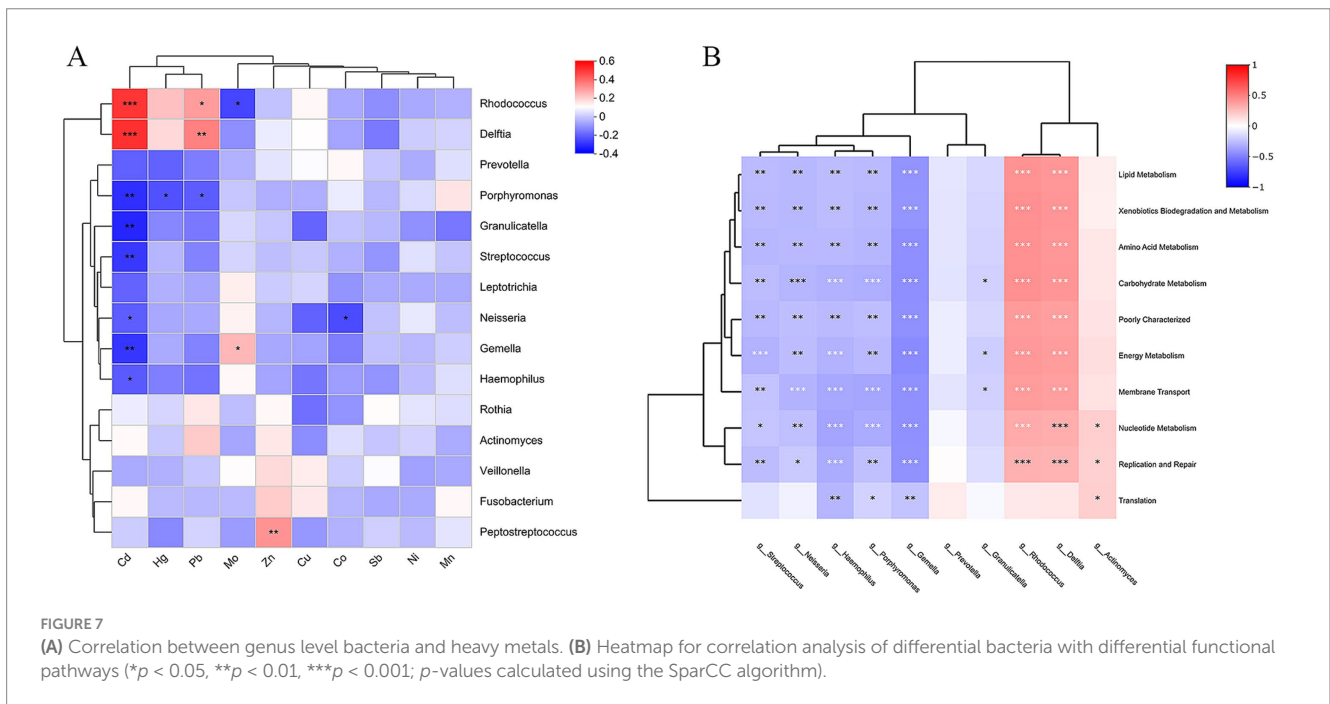 A
0.6
0.4
0.2
0
-0.2
-0.4
*** * * Rhodococcus
*** ** Delftia
Prevotella
** * * Porphyromonas
** Granulicatella
** Streptococcus
Leptotrichia
* * Neisseria
** * Gemella
* Haemophilus
Rothia
Actinomyces
Veillonella
Fusobacterium
** Peptostreptococcus
Cd Hg Pb Mo Zn Cu Co Sb Ni Mn
B
1
0.5
0
-0.5
-1
** ** ** ** *** *** *** Lipid Metabolism
** ** ** ** *** *** *** Xenobiotics Biodegradation and Metabolism
** ** ** ** *** *** *** Amino Acid Metabolism
** *** *** *** *** * *** *** Carbohydrate Metabolism
** ** ** ** *** *** *** Poorly Characterized
*** ** *** ** *** * *** *** Energy Metabolism
** *** *** *** *** * *** *** Membrane Transport
* ** *** *** *** *** *** * Nucleotide Metabolism
** * *** ** *** *** *** * Replication and Repair
** * ** * Translation
g__Streptococcus g__Neisseria g__Haemophilus g__Porphyromonas g__Gemella g__Prevotella g__Granulicatella g__Rhodococcus g__Delftia g__Actinomyces
FIGURE 7
(A) Correlation between genus level bacteria and heavy metals. (B) Heatmap for correlation analysis of differential bacteria with differential functional
pathways (*p < 0.05, **p < 0.01, ***p < 0.001; p-values calculated using the SparCC algorithm).